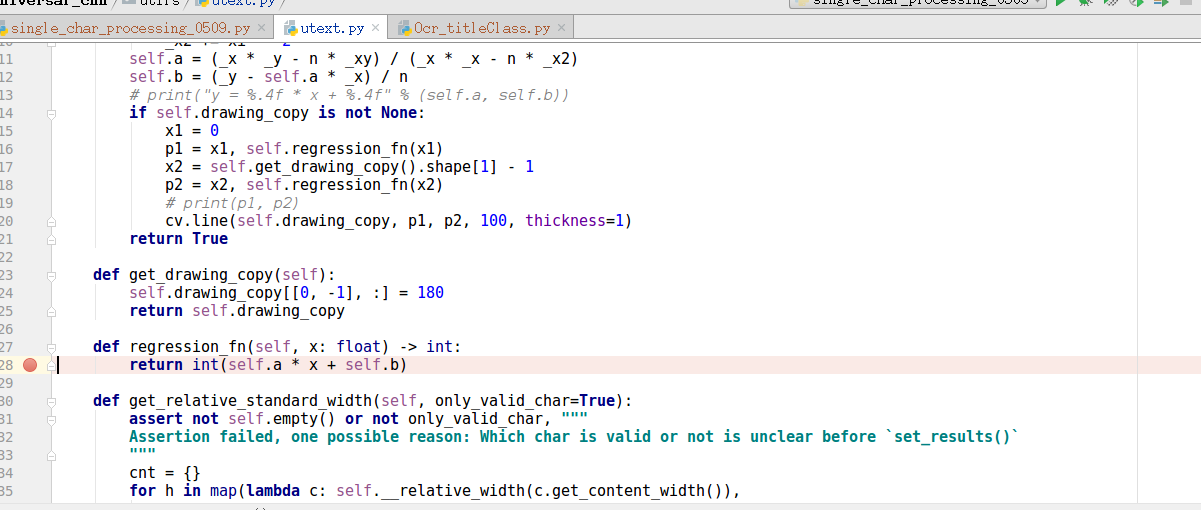 utils utext.py single_char_processing_0509
single_char_processing_0509.py utext.py Ocr_titleClass.py
11 self.a = (_x * _y - n * _xy) / (_x * _x - n * _x2)
12 self.b = (_y - self.a * _x) / n
13 # print("y = %.4f * x + %.4f" % (self.a, self.b))
14 if self.drawing_copy is not None:
15 x1 = 0
16 p1 = x1, self.regression_fn(x1)
17 x2 = self.get_drawing_copy().shape[1] - 1
18 p2 = x2, self.regression_fn(x2)
19 # print(p1, p2)
20 cv.line(self.drawing_copy, p1, p2, 100, thickness=1)
21 return True
22
23 def get_drawing_copy(self):
24 self.drawing_copy[[0, -1], :] = 180
25 return self.drawing_copy
26
27 def regression_fn(self, x: float) -> int:
28 return int(self.a * x + self.b)
29
30 def get_relative_standard_width(self, only_valid_char=True):
31 assert not self.empty() or not only_valid_char, """
32 Assertion failed, one possible reason: Which char is valid or not is unclear before `set_results()`
33 """
34 cnt = {}
35 for h in map(lambda c: self.__relative_width(c.get_content_width()),